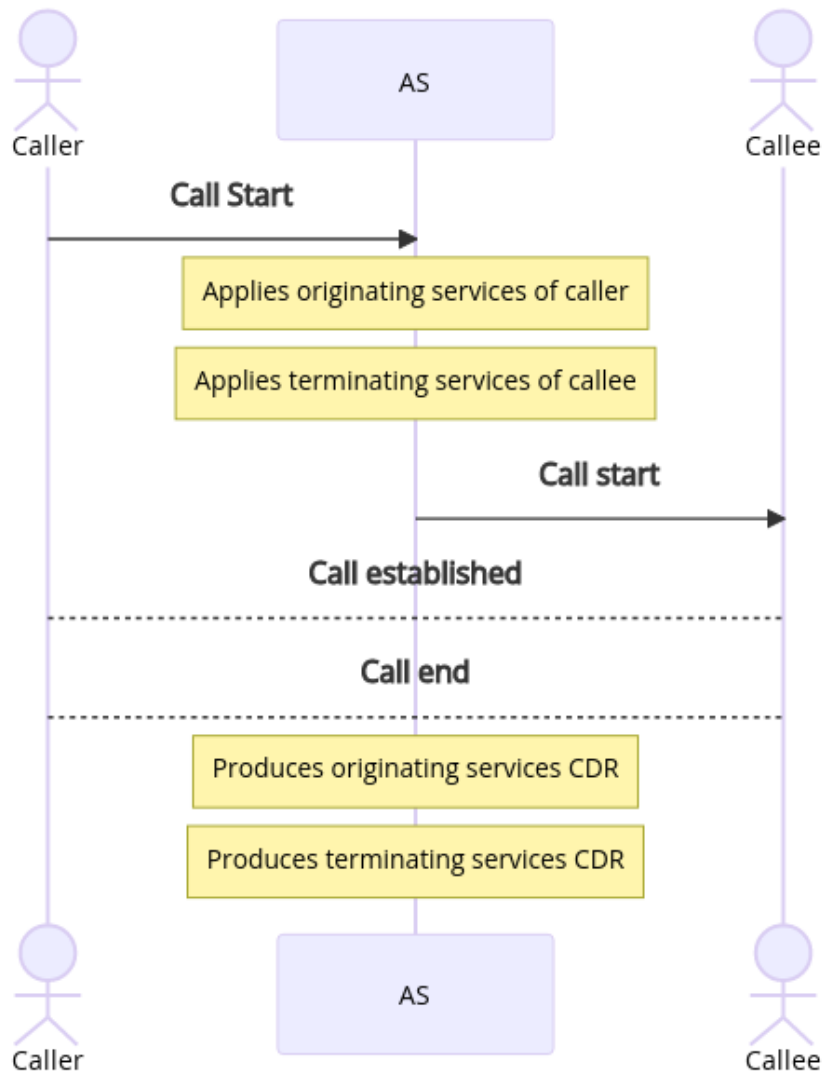 Caller
AS
Callee
Call Start
Applies originating services of caller
Applies terminating services of callee
Call start
Call established
Call end
Produces originating services CDR
Produces terminating services CDR
Caller
AS
Callee